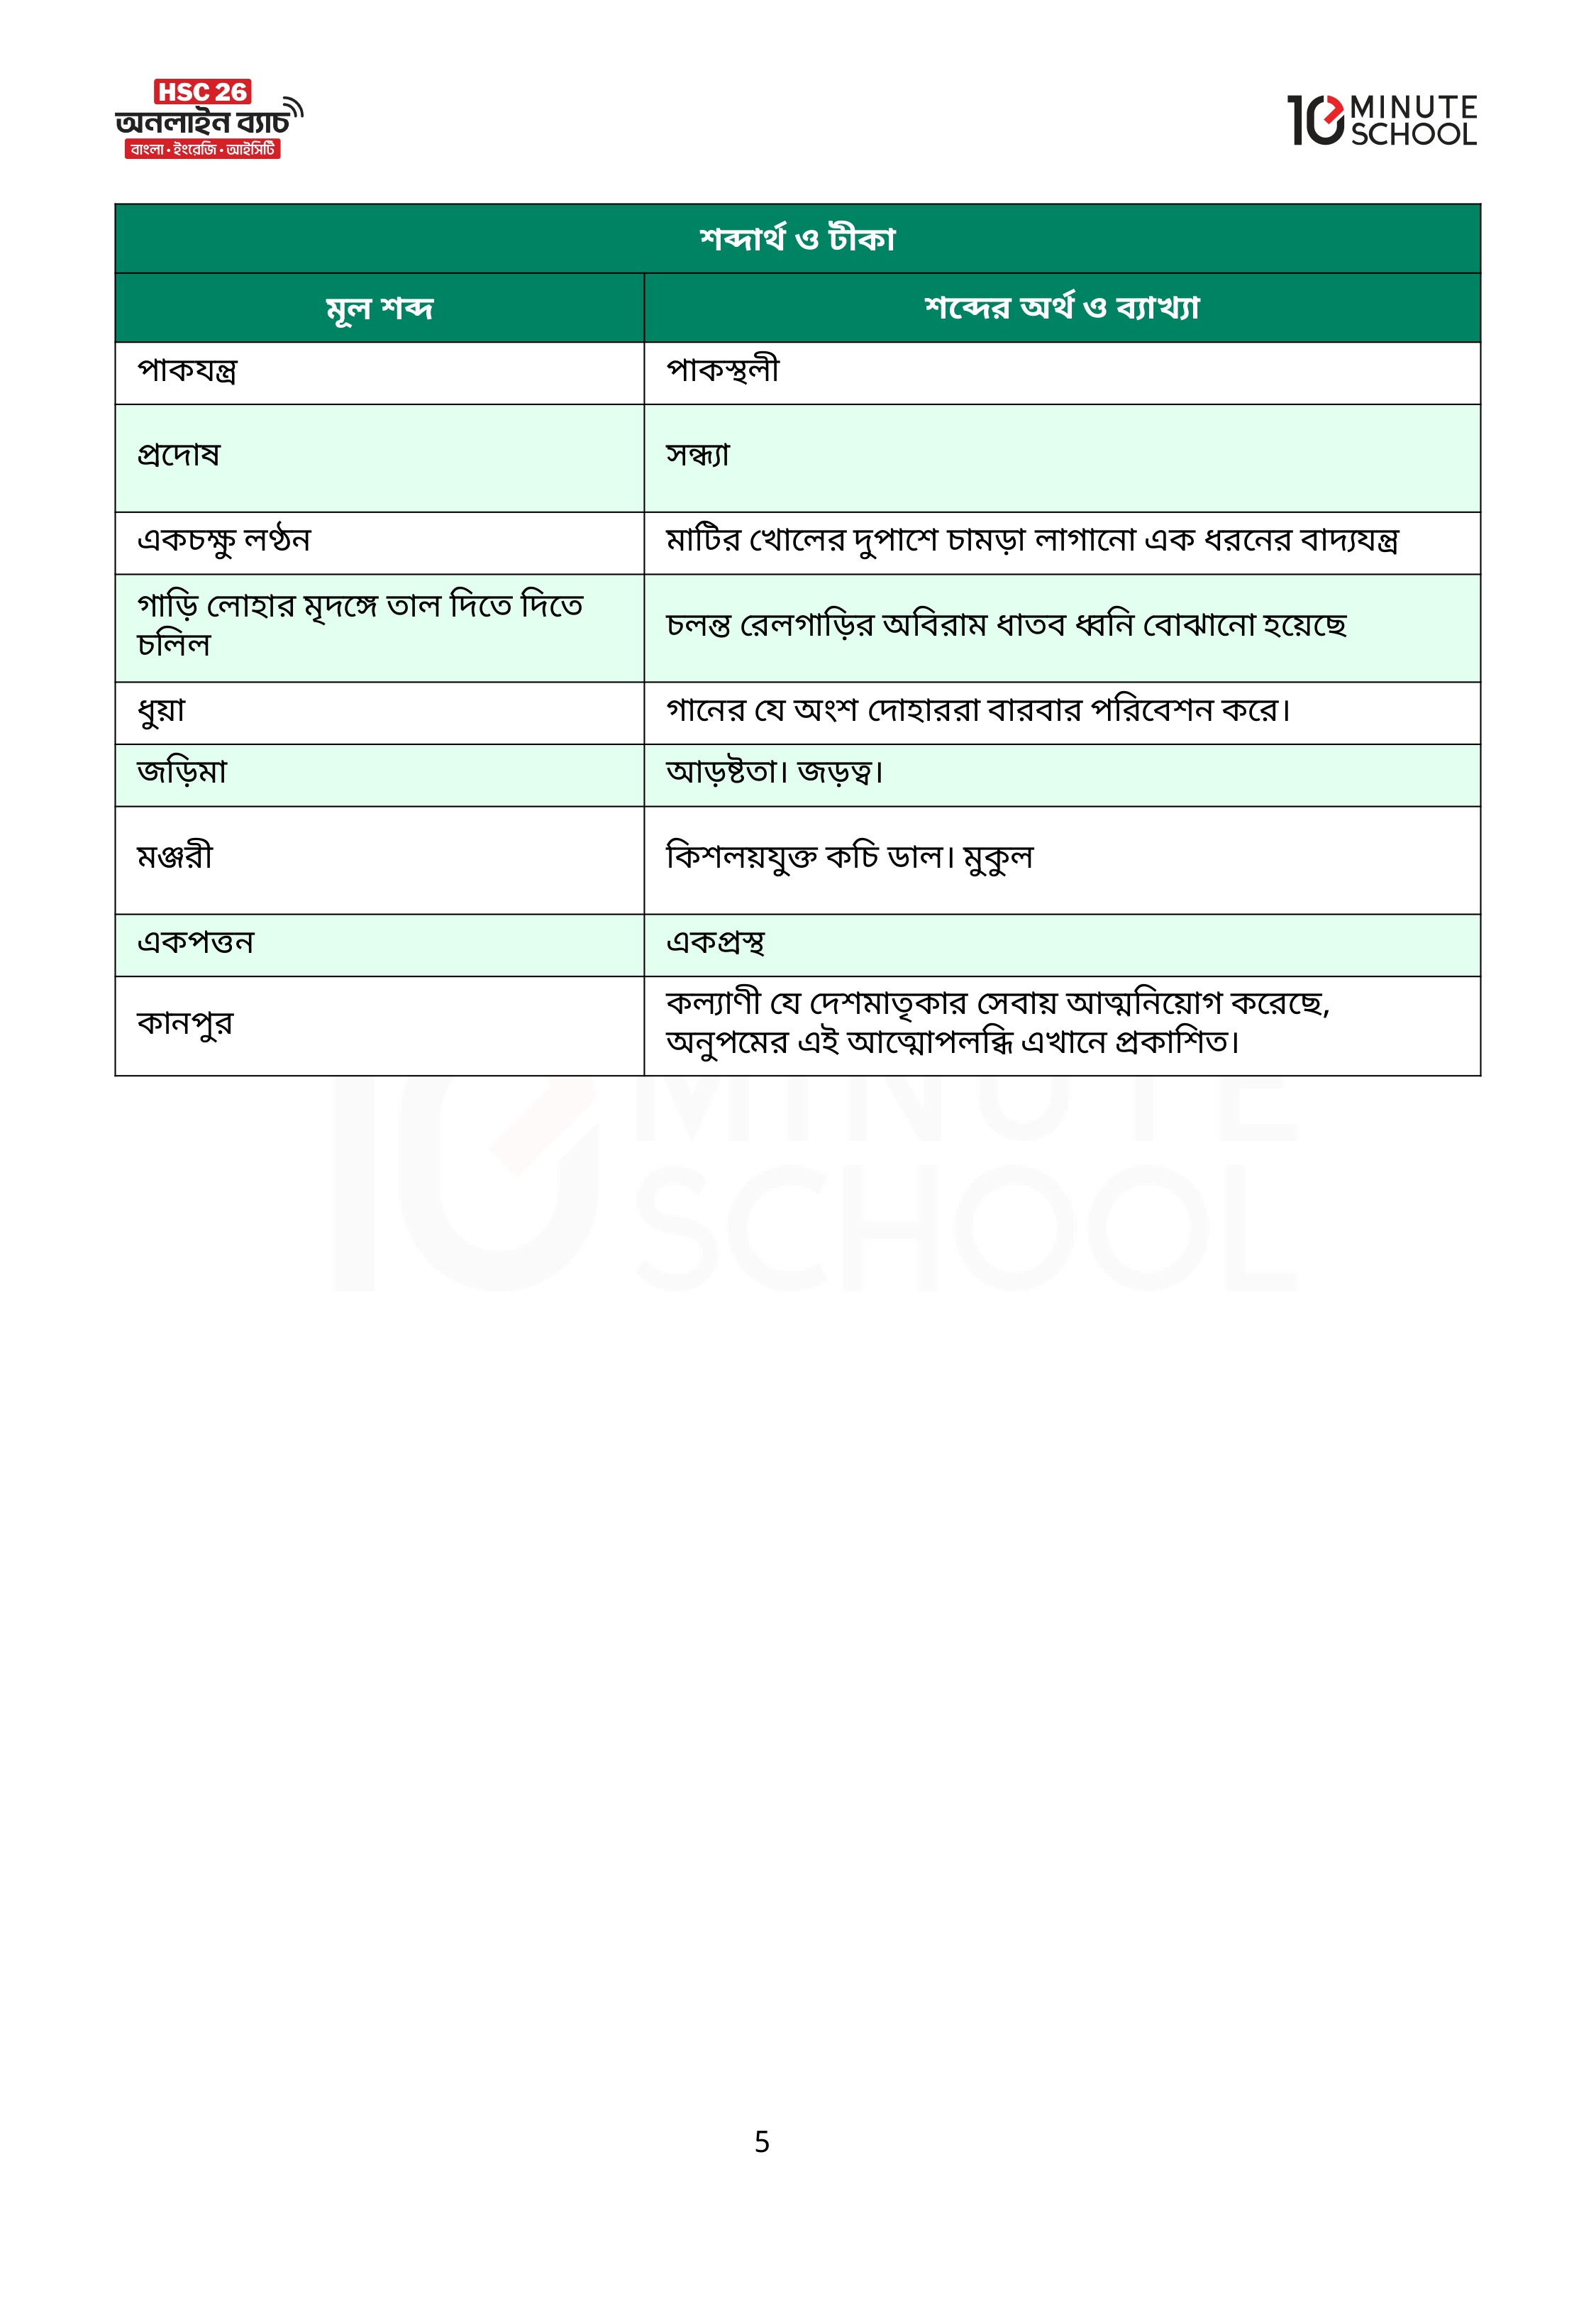 HSC 26
অনলাইন ব্যাচ
বাংলা • ইংরেজি • আইসিটি
10 MINUTE
SCHOOL
শব্দার্থ ও টীকা
মূল শব্দ শব্দের অর্থ ও ব্যাখ্যা
পাকযন্ত্র পাকস্থলী
প্রদোষ সন্ধ্যা
একচক্ষু লণ্ঠন মাটির খোলের দুপাশে চামড়া লাগানো এক ধরনের বাদ্যযন্ত্র
গাড়ি লোহার মৃদঙ্গে তাল দিতে দিতে
চলিল
চলন্ত রেলগাড়ির অবিরাম ধাতব ধ্বনি বোঝানো হয়েছে
ধুয়া গানের যে অংশ দোহাররা বারবার পরিবেশন করে।
জড়িমা আড়ষ্টতা। জড়ত্ব।
মঞ্জরী কিশলয়যুক্ত কচি ডাল। মুকুল
একপত্তন একপ্রস্থ
কানপুর
কল্যাণী যে দেশমাতৃকার সেবায় আত্মনিয়োগ করেছে,
অনুপমের এই আত্মোপলব্ধি এখানে প্রকাশিত।
10 MINUTE
SCHOOL
5